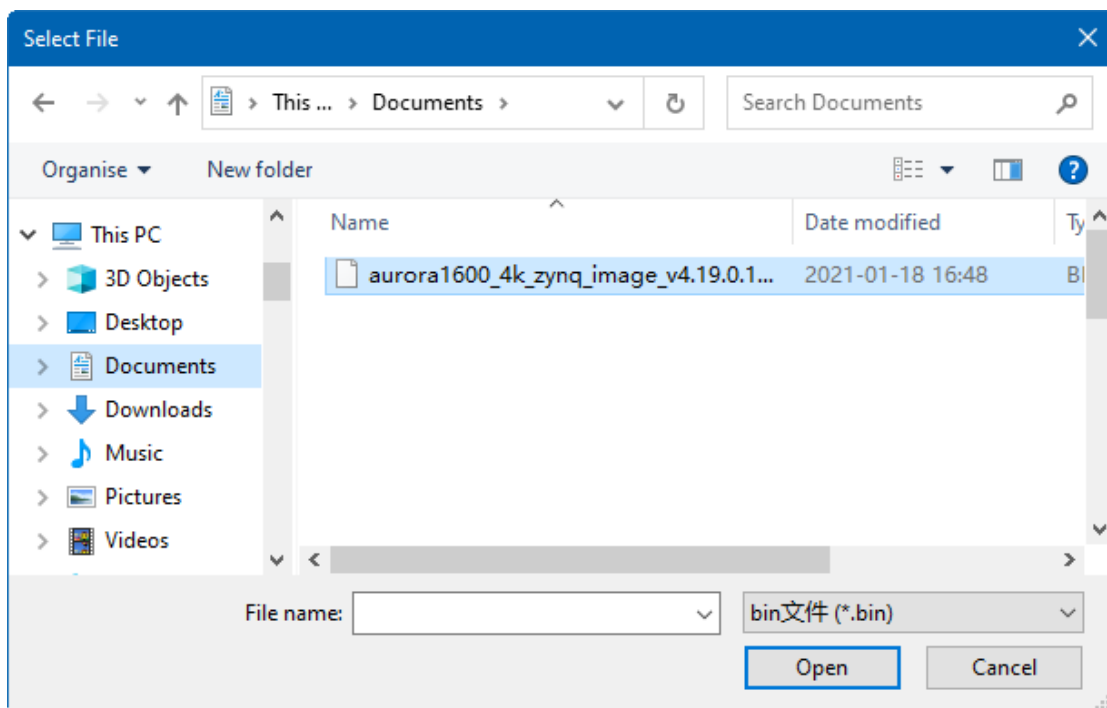 Select File
This ... Documents
Search Documents
Organise
New folder
Name
Date modified
Ty
This PC
3D Objects
Desktop
Documents
Downloads
Music
Pictures
Videos
aurora1600_4k_zynq_image_v4.19.0.1...
2021-01-18 16:48
BI
File name:
bin文件 (*.bin)
Open
Cancel